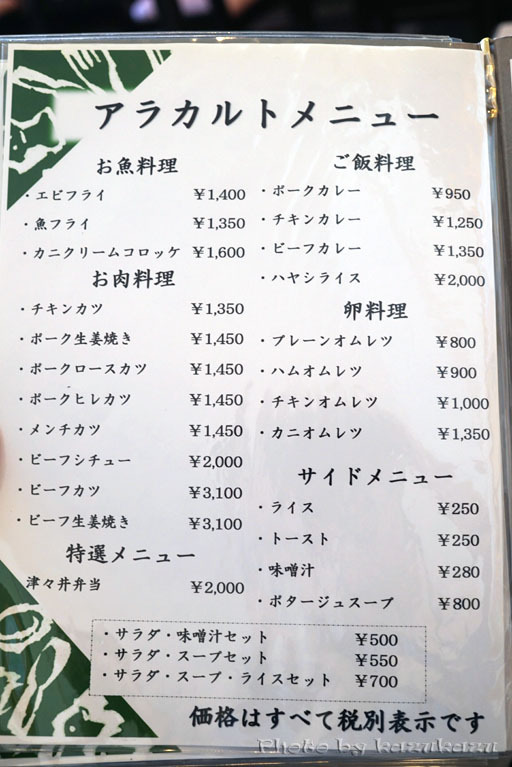 アラカルトメニュー
お魚料理
・エビフライ ¥1,400
・魚フライ ¥1,350
・カニクリームコロッケ ¥1,600
お肉料理
・チキンカツ ¥1,350
・ポーク生姜焼き ¥1,450
・ポークロースカツ ¥1,450
・ポークヒレカツ ¥1,450
・メンチカツ ¥1,450
・ビーフシチュー ¥2,000
・ビーフカツ ¥3,100
・ビーフ生姜焼き ¥3,100
特選メニュー
津々井弁当 ¥2,000
ご飯料理
・ポークカレー ¥950
・チキンカレー ¥1,250
・ビーフカレー ¥1,350
・ハヤシライス ¥2,000
卵料理
・プレーンオムレツ ¥800
・ハムオムレツ ¥900
・チキンオムレツ ¥1,000
・カニオムレツ ¥1,350
サイドメニュー
・ライス ¥250
・トースト ¥250
・味噌汁 ¥280
・ポタージュスープ ¥800
・サラダ・味噌汁セット ¥500
・サラダ・スープセット ¥550
・サラダ・スープ・ライスセット ¥700
価格はすべて税別表示です
Photo by kazukazu